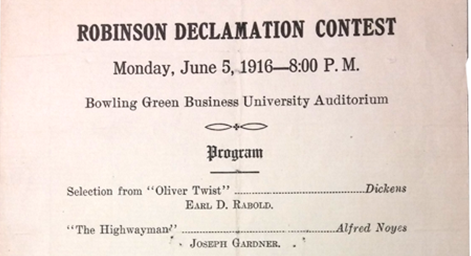 ROBINSON DECLAMATION CONTEST
Monday, June 5, 1916—8:00 P. M.
Bowling Green Business University Auditorium
Program
Selection from "Oliver Twist" ........................................Dickens
EARL D. RABOLD.
"The Highwayman" ........................................Alfred Noyes
JOSEPH GARDNER.